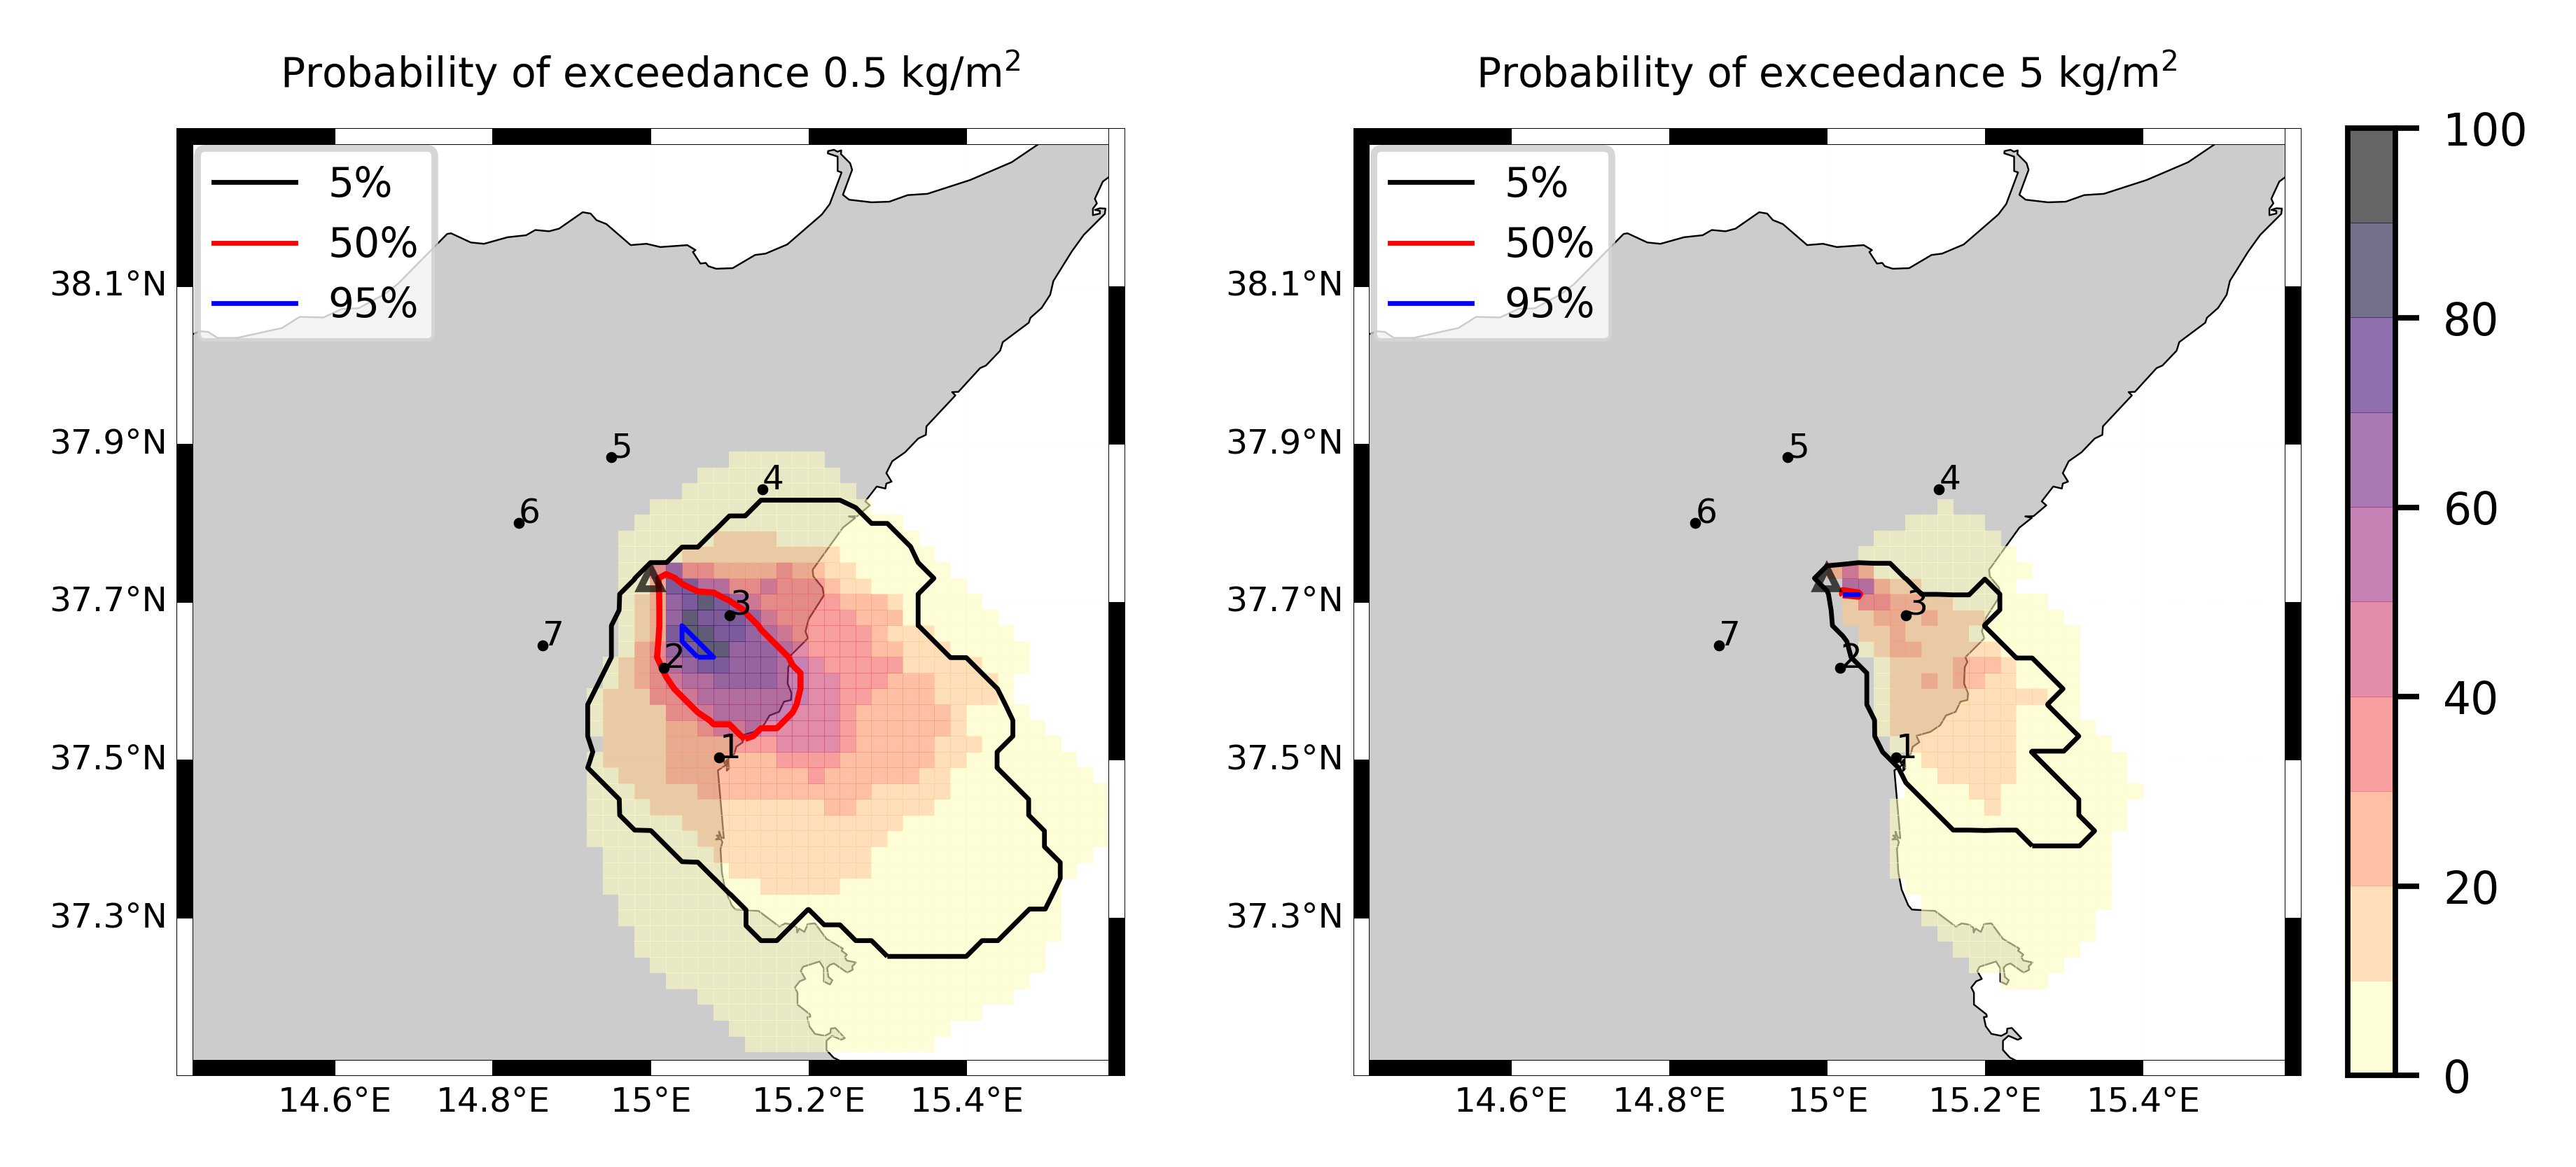 Probability of exceedance 0.5 kg/m²
5%
50%
95%
38.1°N
37.9°N
37.7°N
37.5°N
37.3°N
14.6°E 14.8°E 15°E 15.2°E 15.4°E
5
4
6
3
7
2
1
Probability of exceedance 5 kg/m²
5%
50%
95%
38.1°N
37.9°N
37.7°N
37.5°N
37.3°N
14.6°E 14.8°E 15°E 15.2°E 15.4°E
5
4
6
3
7
2
1
100
80
60
40
20
0